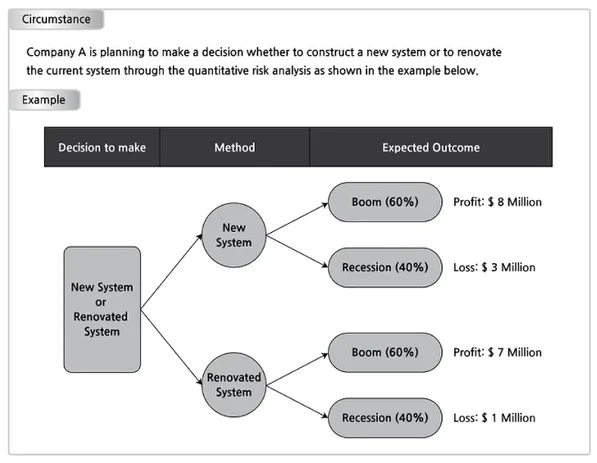 Circumstance
Company A is planning to make a decision whether to construct a new system or to renovate
the current system through the quantitative risk analysis as shown in the example below.
Example
Decision to make
Method
Expected Outcome
New System
or
Renovated
System
New
System
Boom (60%)
Profit: $ 8 Million
Recession (40%)
Loss: $ 3 Million
Renovated
System
Boom (60%)
Profit: $ 7 Million
Recession (40%)
Loss: $ 1 Million